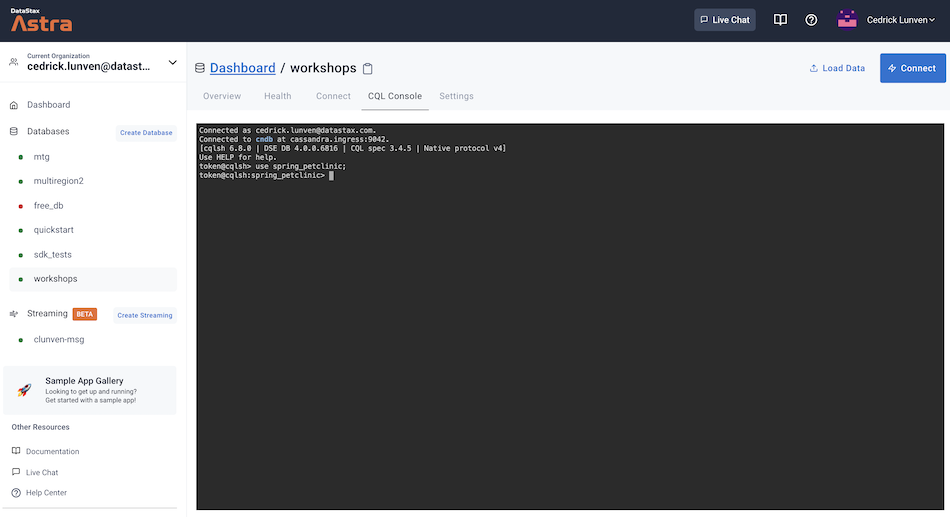 DataStax
Astra
Live Chat
Cedrick Lunven
Current Organization
cedrick.lunven@datast...
Dashboard
Databases
Create Database
mtg
multiregion2
free_db
quickstart
sdk_tests
workshops
Streaming BETA
Create Streaming
clunven-msg
Sample App Gallery
Looking to get up and running?
Get started with a sample app!
Other Resources
Documentation
Live Chat
Help Center
Dashboard / workshops
Load Data
Connect
Overview
Health
Connect
CQL Console
Settings
Connected as cedrick.lunven@datastax.com.
Connected to cndb at cassandra.ingress:9042.
[cqlsh 6.8.0 | DSE DB 4.0.0.6816 | CQL spec 3.4.5 | Native protocol v4]
Use HELP for help.
token@cqlsh> use spring_petclinic;
token@cqlsh:spring_petclinic>